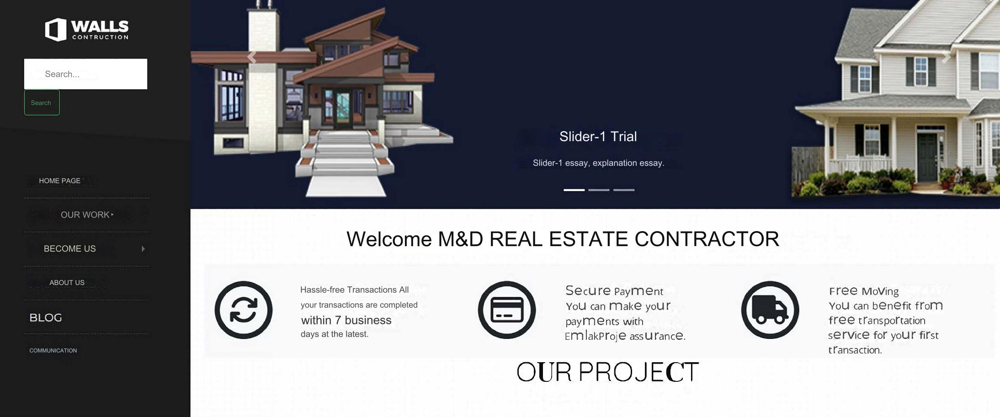 WALLS
CONTRUCTION
Search...
Search
HOME PAGE
OUR WORK
BECOME US
ABOUT US
BLOG
COMMUNICATION
Slider-1 Trial
Slider-1 essay, explanation essay.
Welcome M&D REAL ESTATE CONTRACTOR
Hassle-free Transactions All
your transactions are completed
within 7 business
days at the latest.
Secure Payment
You can make your
payments with
EmlakProje assurance.
Free Moving
You can benefit from
free transportation
service for your first
transaction.
OUR PROJECT